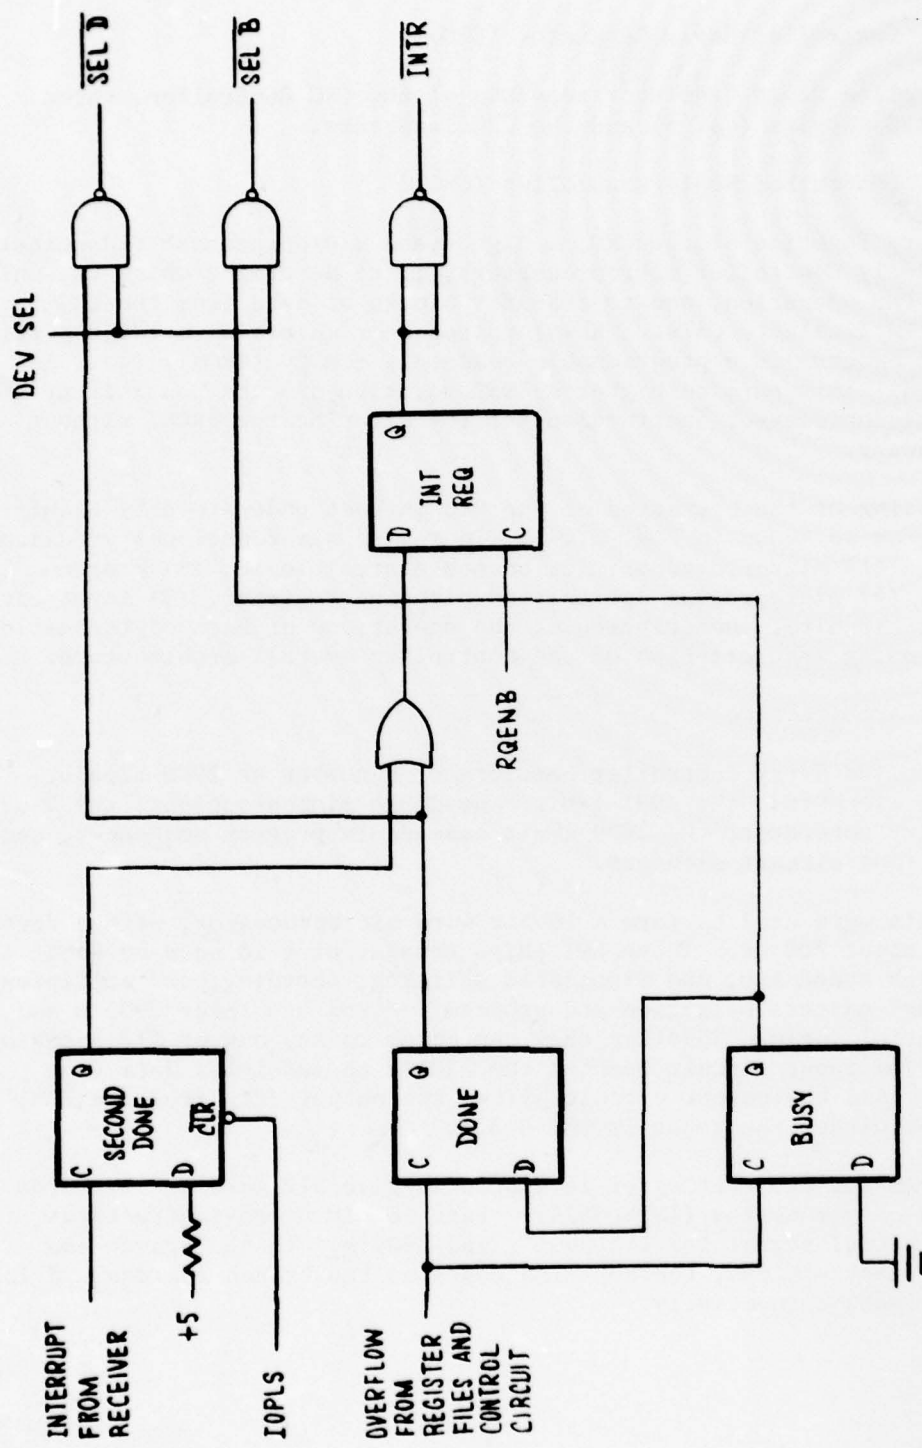 INTERRUPT
FROM
RECEIVER
+5
IOPLS
OVERFLOW
FROM
REGISTER
FILES AND
CONTROL
CIRCUIT
C
Q
SECOND
DONE
D
CLR
C
Q
DONE
D
C
Q
BUSY
D
RQENB
D
Q
INT
REQ
C
DEV SEL
SEL D
SEL B
INTR